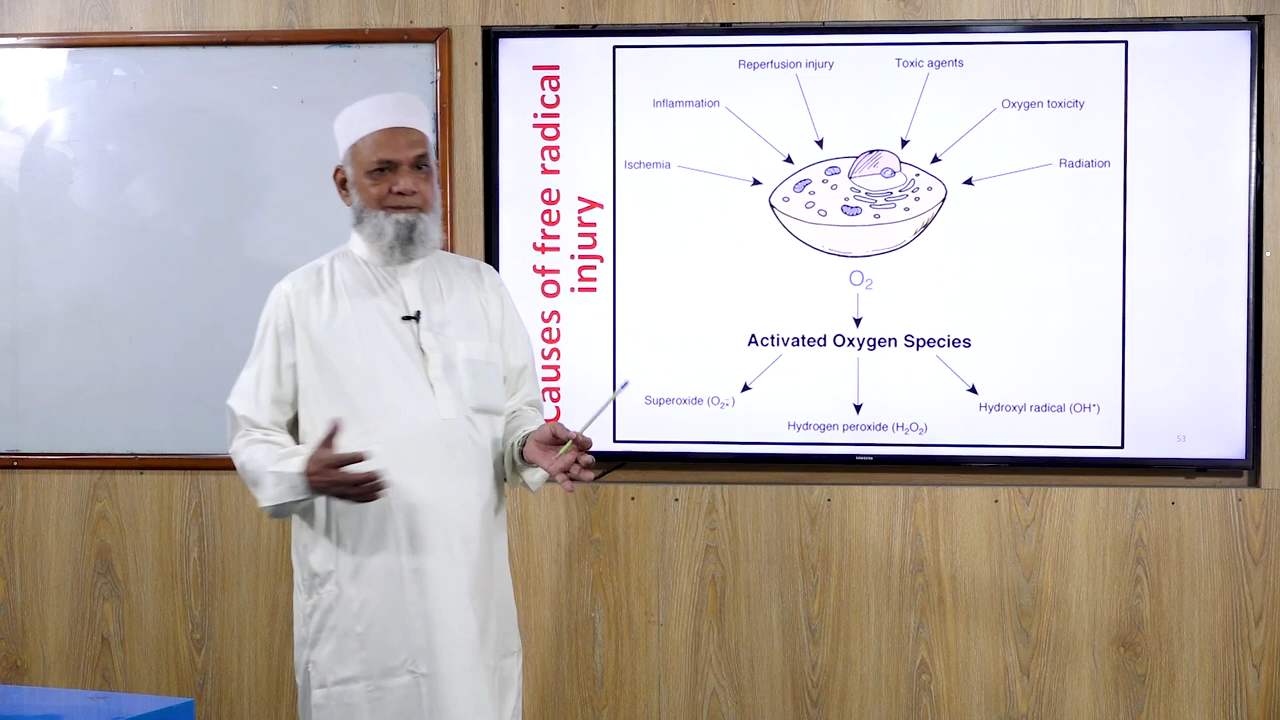 Causes of free radical
injury
Reperfusion injury
Toxic agents
Inflammation
Oxygen toxicity
Ischemia
Radiation
O₂
Activated Oxygen Species
Superoxide (O₂⁻•)
Hydrogen peroxide (H₂O₂)
Hydroxyl radical (OH•)
53
SAMSUNG